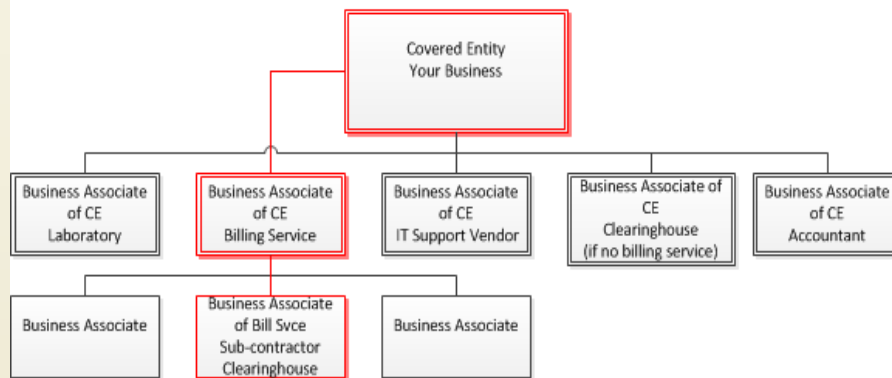 Covered Entity
Your Business
Business Associate
of CE
Laboratory
Business Associate
of CE
Billing Service
Business Associate
of CE
IT Support Vendor
Business Associate of
CE
Clearinghouse
(if no billing service)
Business Associate
of CE
Accountant
Business Associate
Business Associate
of Bill Svce
Sub-contractor
Clearinghouse
Business Associate